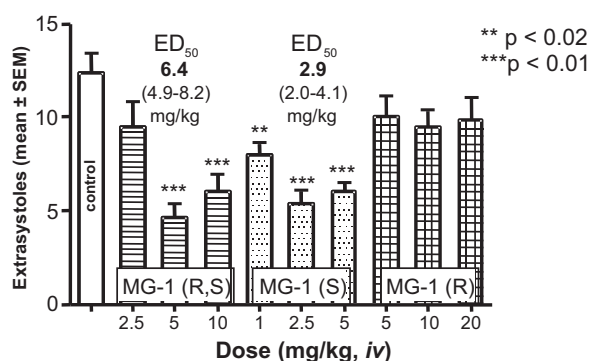 15
10
5
0
Extrasystoles (mean ± SEM)
control
ED50
6.4
(4.9-8.2)
mg/kg
ED50
2.9
(2.0-4.1)
mg/kg
** p < 0.02
***p < 0.01
***
***
**
***
***
MG-1 (R,S)
MG-1 (S)
MG-1 (R)
2.5 5 10 1 2.5 5 5 10 20
Dose (mg/kg, iv)